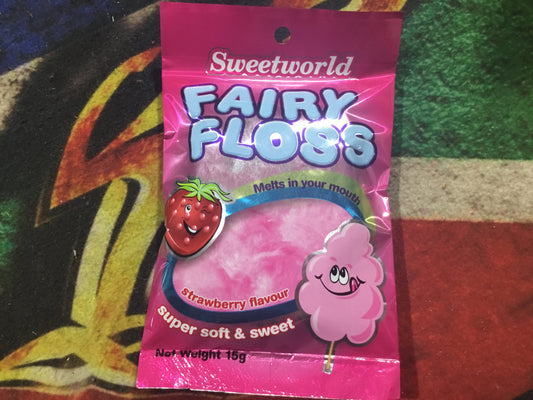 Sweetworld
FAIRY
FLOSS
Melts in your mouth
strawberry flavour
super soft & sweet
Net Weight 15g